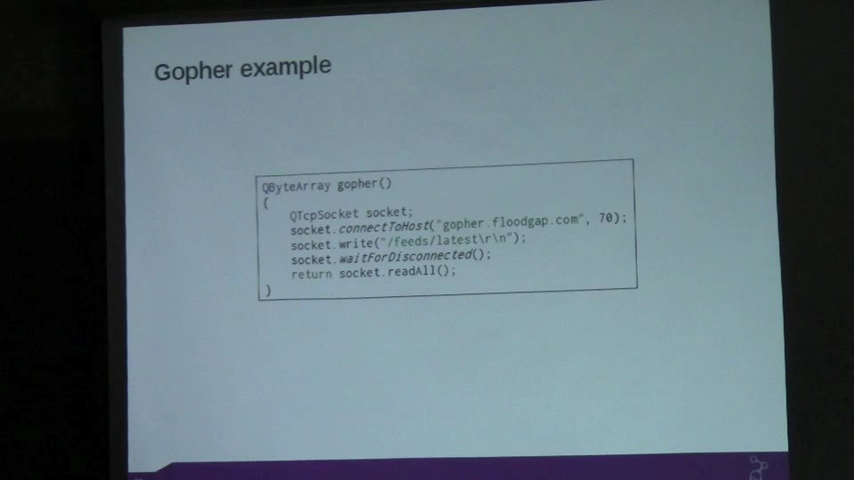 Gopher example
QByteArray gopher()
{
QTcpSocket socket;
socket.connectToHost("gopher.floodgap.com", 70);
socket.write("/feeds/latest\r\n");
socket.waitForDisconnected();
return socket.readAll();
}